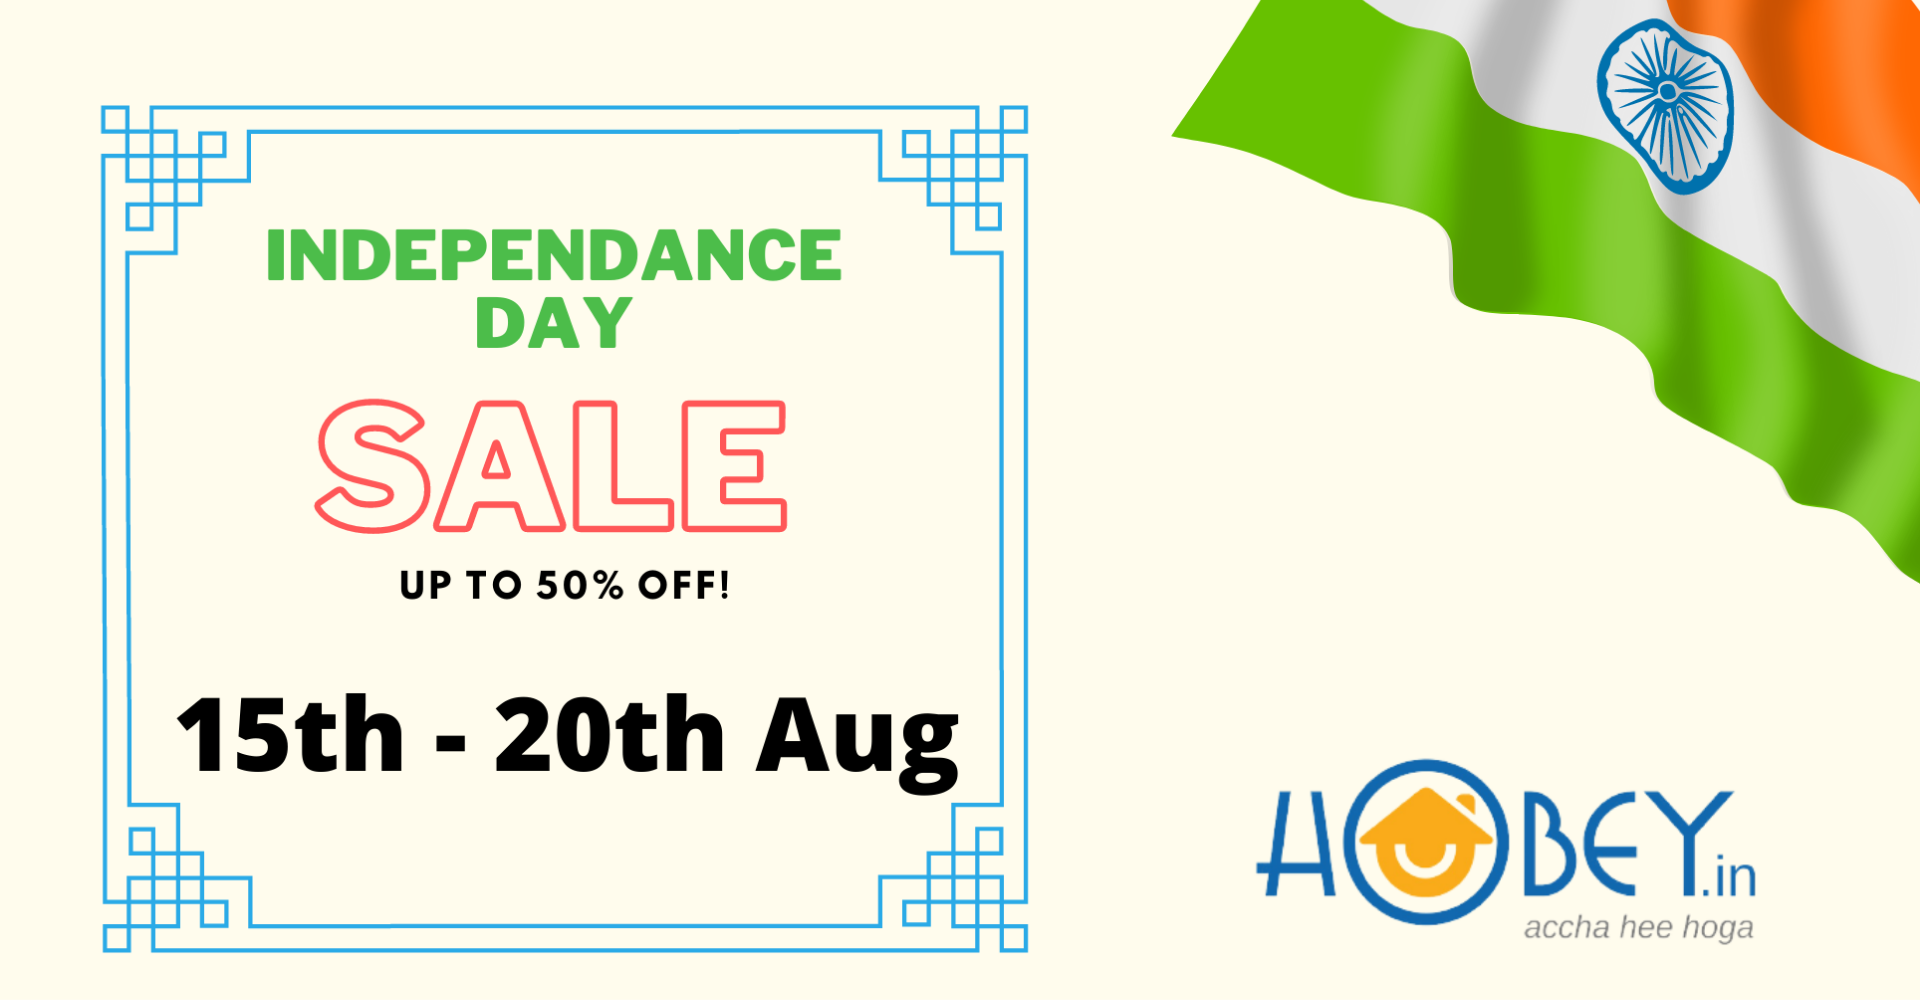 INDEPENDANCE
DAY
SALE
UP TO 50% OFF!
15th - 20th Aug
HOBEY.in
accha hee hoga